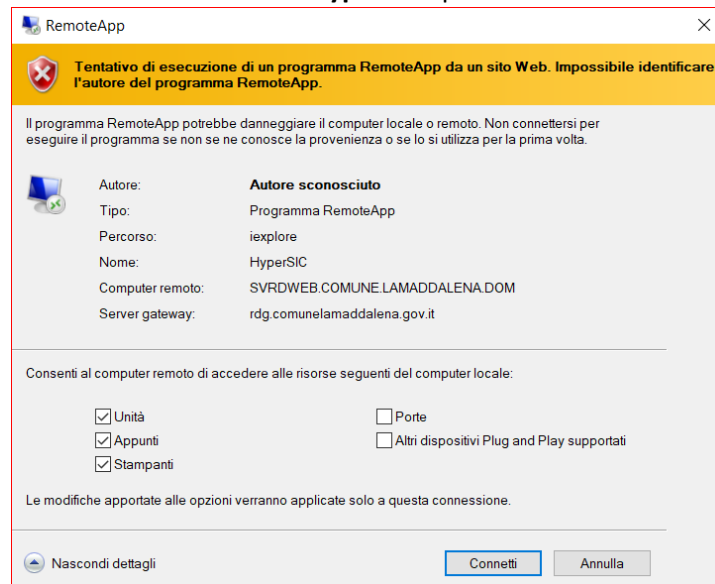 RemoteApp
Tentativo di esecuzione di un programma RemoteApp da un sito Web. Impossibile identificare
l'autore del programma RemoteApp.
Il programma RemoteApp potrebbe danneggiare il computer locale o remoto. Non connettersi per
eseguire il programma se non se ne conosce la provenienza o se lo si utilizza per la prima volta.
Autore: Autore sconosciuto
Tipo: Programma RemoteApp
Percorso: iexplore
Nome: HyperSIC
Computer remoto: SVRDWEB.COMUNE.LAMADDALENA.DOM
Server gateway: rdg.comunelamaddalena.gov.it
Consenti al computer remoto di accedere alle risorse seguenti del computer locale:
Unità Porte
Appunti Altri dispositivi Plug and Play supportati
Stampanti
Le modifiche apportate alle opzioni verranno applicate solo a questa connessione.
Nascondi dettagli Connetti Annulla